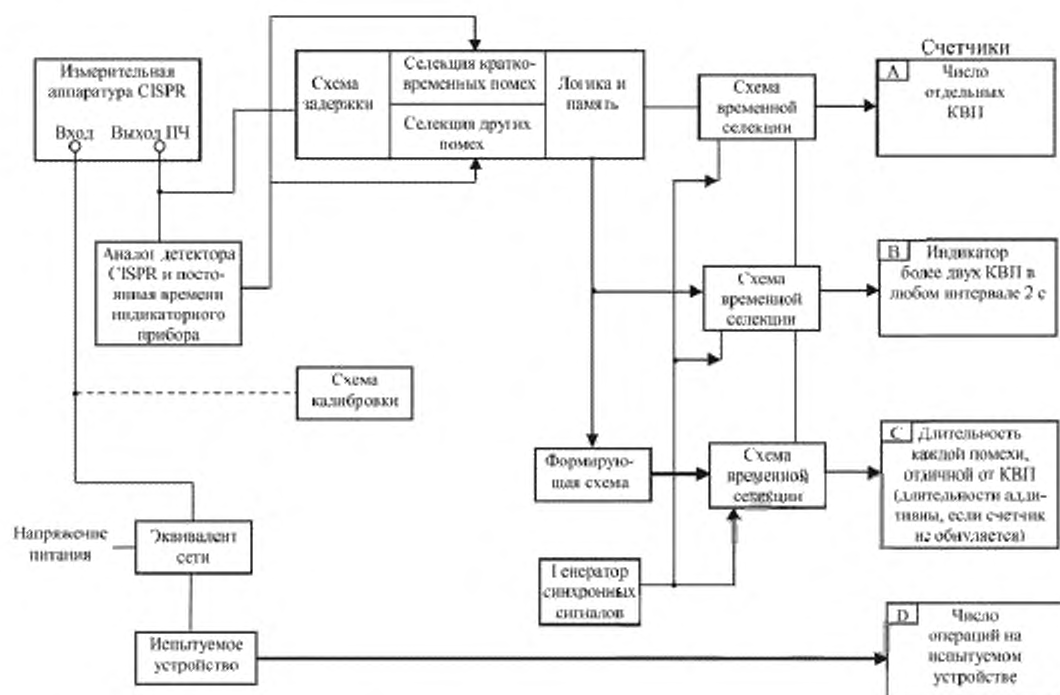 Измерительная
аппаратура CISPR
Вход
Выход ПЧ
Схема
задержки
Селекция кратко-
временных помех
Селекция других
помех
Логика и
память
Схема
временной
селекции
Счетчики
A
Число
отдельных
КВП
Аналог детектора
CISPR и посто-
янная времени
индикаторного
прибора
Схема
временной
селекции
B
Индикатор
более двух КВП в
любом интервале 2 с
Схема
калибровки
Формирую-
щая схема
Схема
временной
селекции
C
Длительность
каждой помехи,
отличной от КВП
(длительности адди-
тивны, если счетчик
не обнуляется)
Напряжение
питания
Эквивалент
сети
Генератор
синхронных
сигналов
Испытуемое
устройство
D
Число
операций на
испытуемом
устройстве